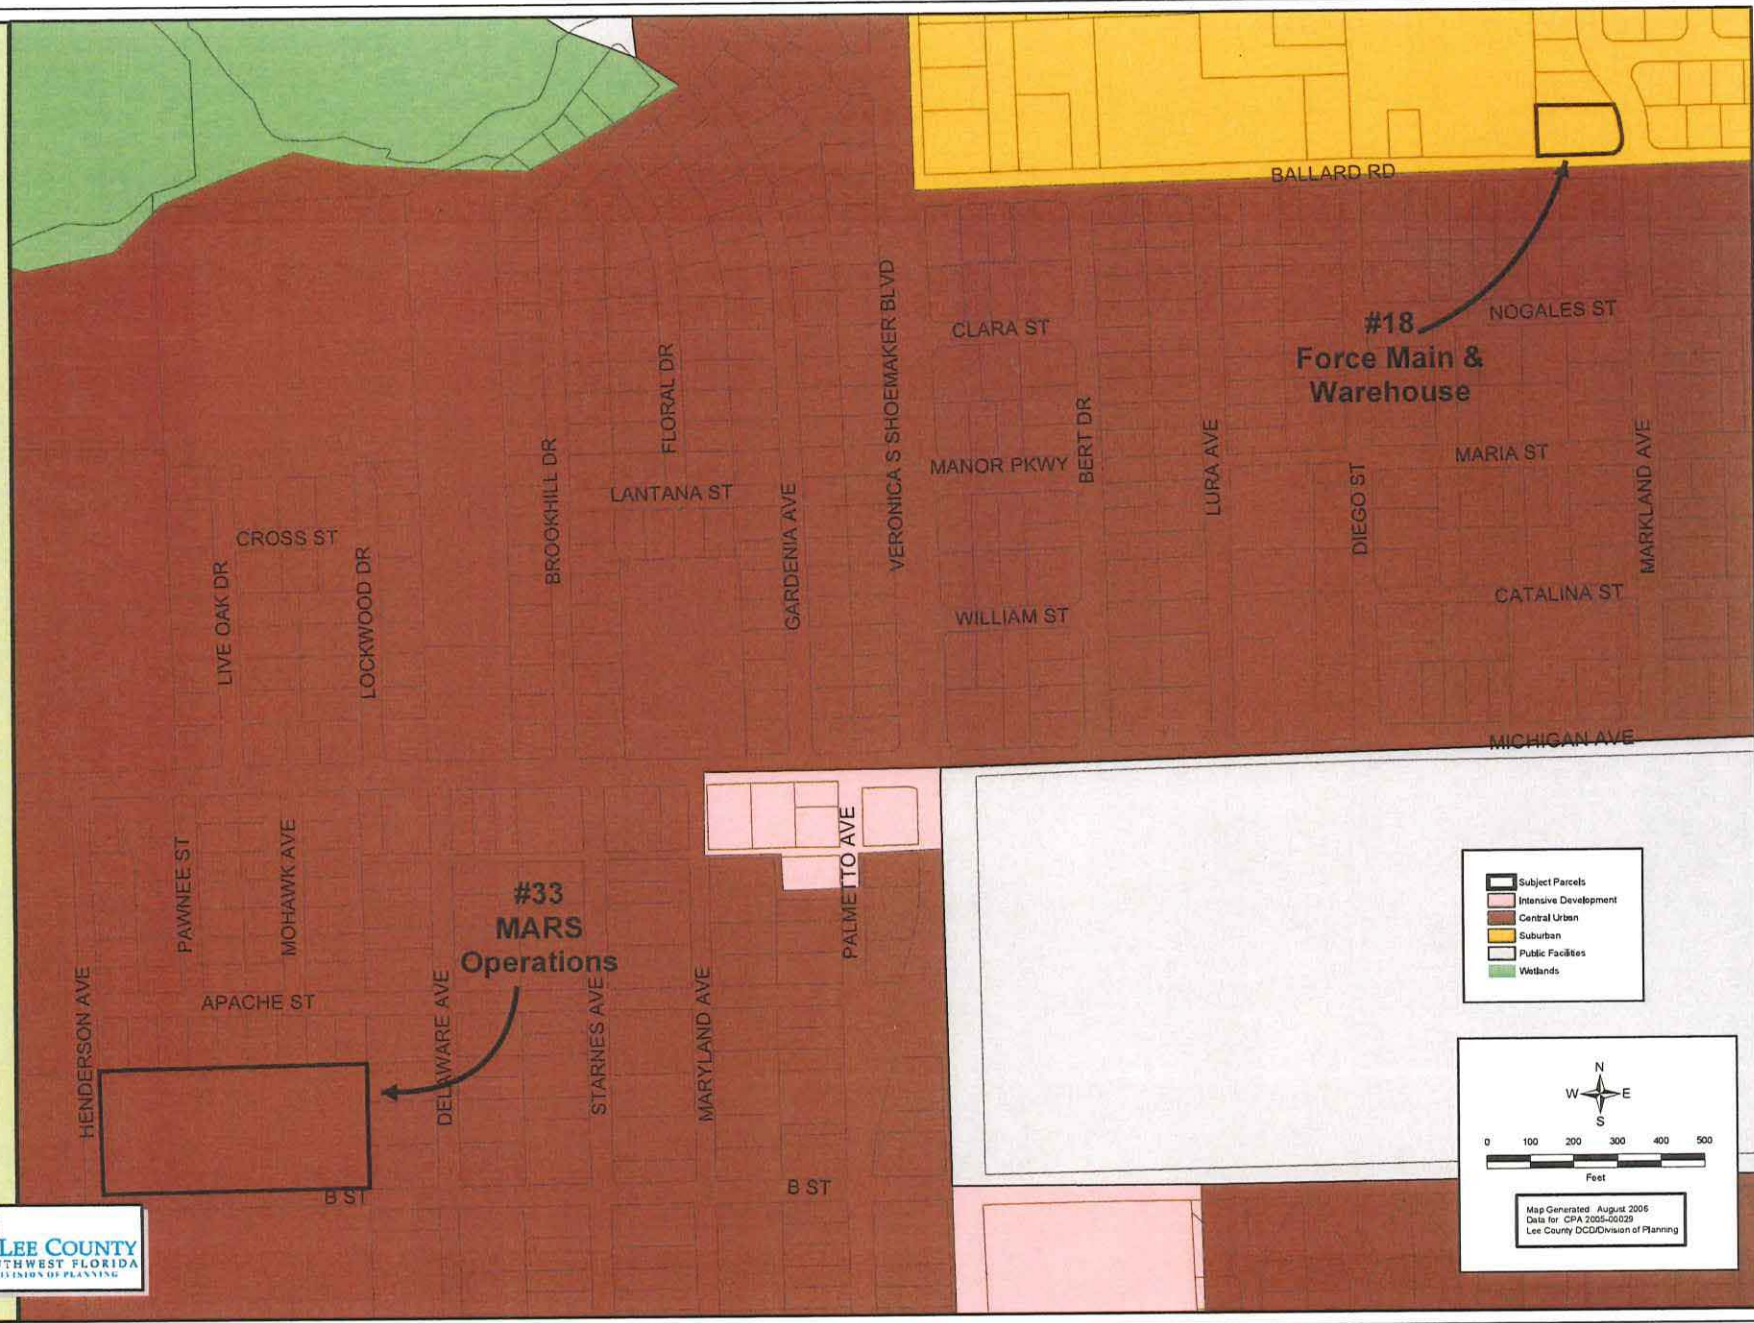 BALLARD RD
NOGALES ST
#18
Force Main &
Warehouse
CLARA ST
VERONICA S SHOEMAKER BLVD
FLORAL DR
BERT DR
LURA AVE
MARKLAND AVE
MARIA ST
MANOR PKWY
DIEGO ST
BROOKHILL DR
LANTANA ST
GARDENIA AVE
CROSS ST
LIVE OAK DR
LOCKWOOD DR
CATALINA ST
WILLIAM ST
MICHIGAN AVE
PAWNEE ST
MOHAWK AVE
PALMETTO AVE
#33
MARS
Operations
HENDERSON AVE
APACHE ST
DELAWARE AVE
STARNES AVE
MARYLAND AVE
B ST
B ST
Subject Parcels
Intensive Development
Central Urban
Suburban
Public Facilities
Wetlands
N
W E
S
0 100 200 300 400 500
Feet
Map Generated August 2006
Data for CPA 2005-00029
Lee County DCD/Division of Planning
LEE COUNTY
THWEST FLORIDA
DIVISION OF PLANNING